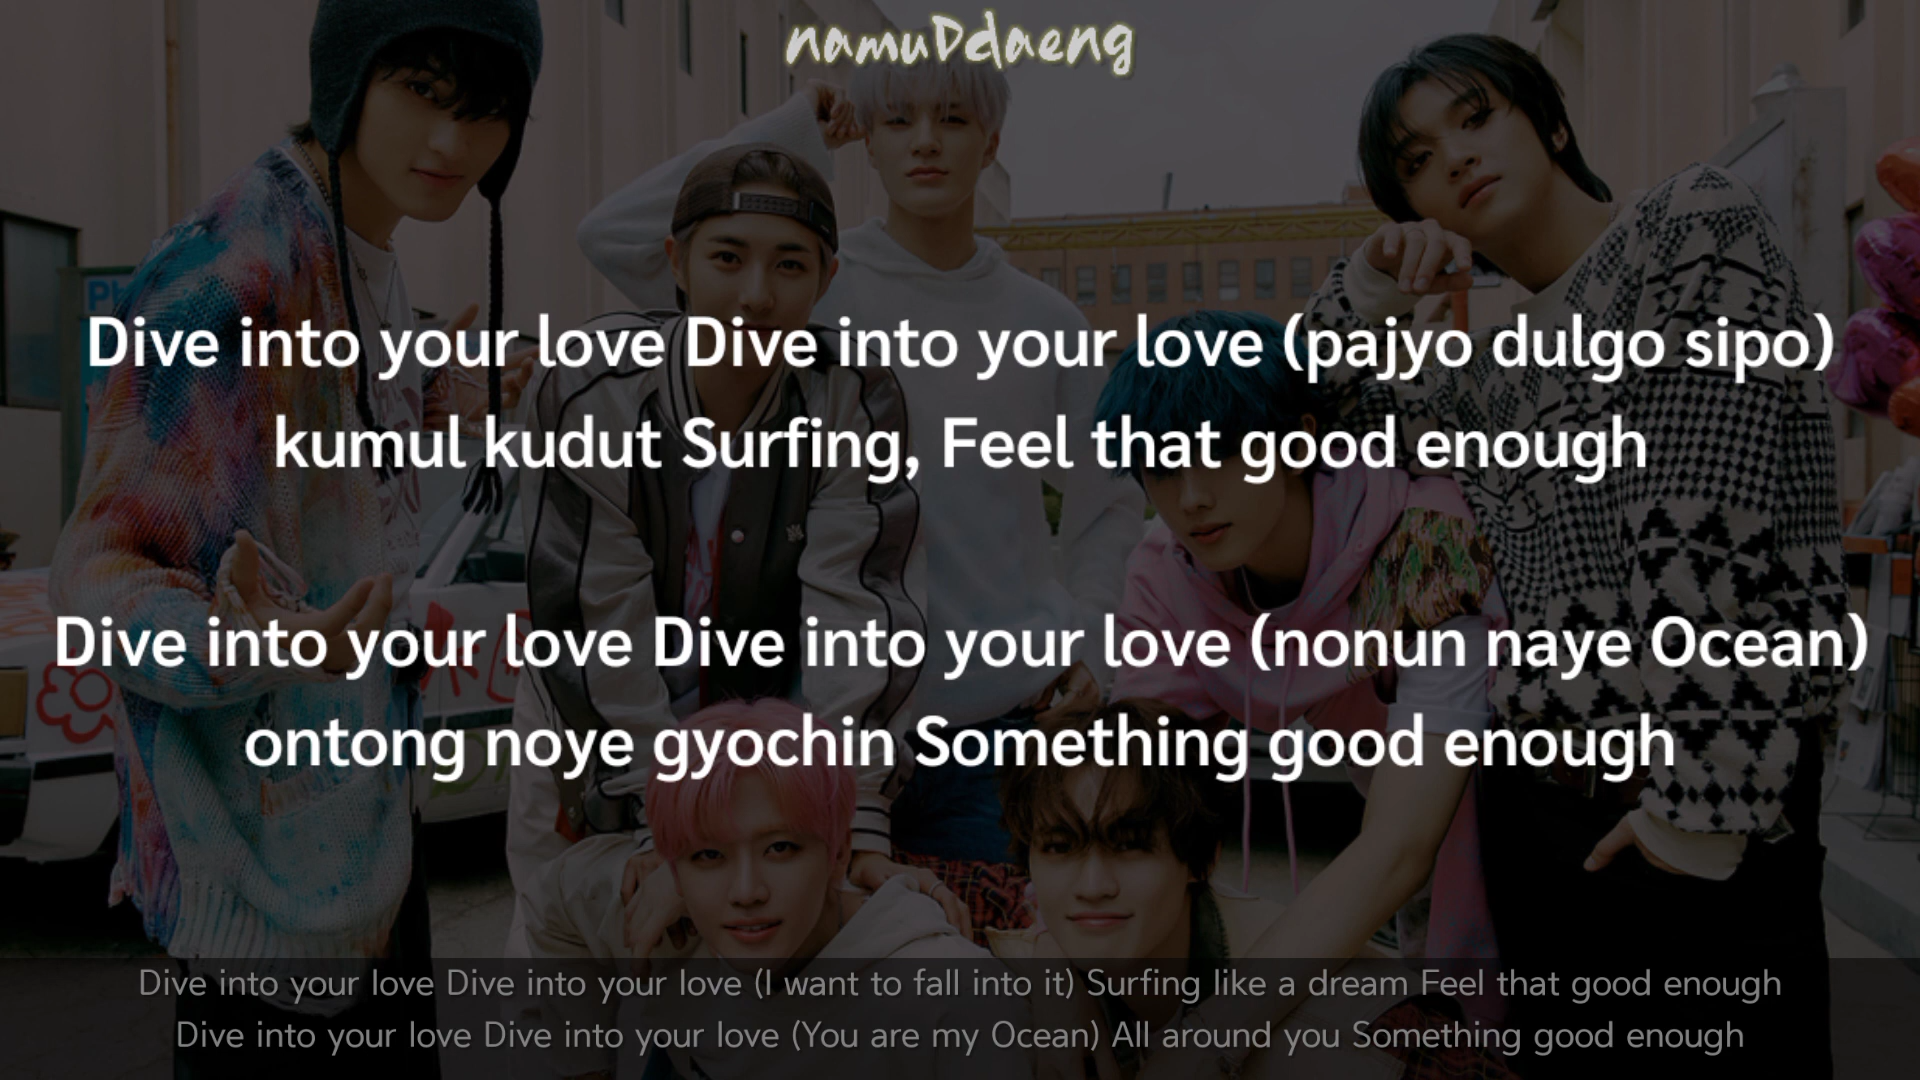 namuDdaeng
Dive into your love Dive into your love (pajyo dulgo sipo)
kumul kudut Surfing, Feel that good enough
Dive into your love Dive into your love (nonun naye Ocean)
ontong noye gyochin Something good enough
Dive into your love Dive into your love (I want to fall into it) Surfing like a dream Feel that good enough
Dive into your love Dive into your love (You are my Ocean) All around you Something good enough